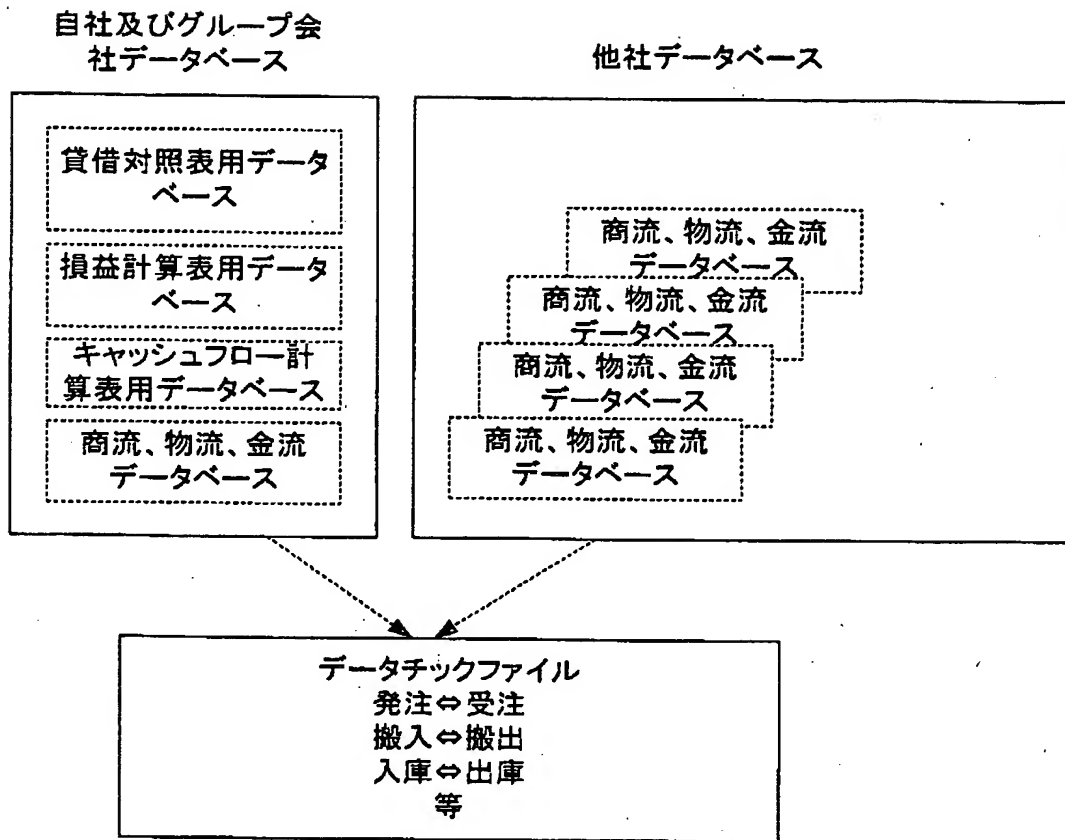 自社及びグループ会
社データベース
他社データベース
貸借対照表用データ
ベース
損益計算表用データ
ベース
キャッシュフロー計
算表用データベース
商流、物流、金流
データベース
商流、物流、金流
データベース
商流、物流、金流
データベース
商流、物流、金流
データベース
商流、物流、金流
データベース
データチックファイル
発注⇔受注
搬入⇔搬出
入庫⇔出庫
等